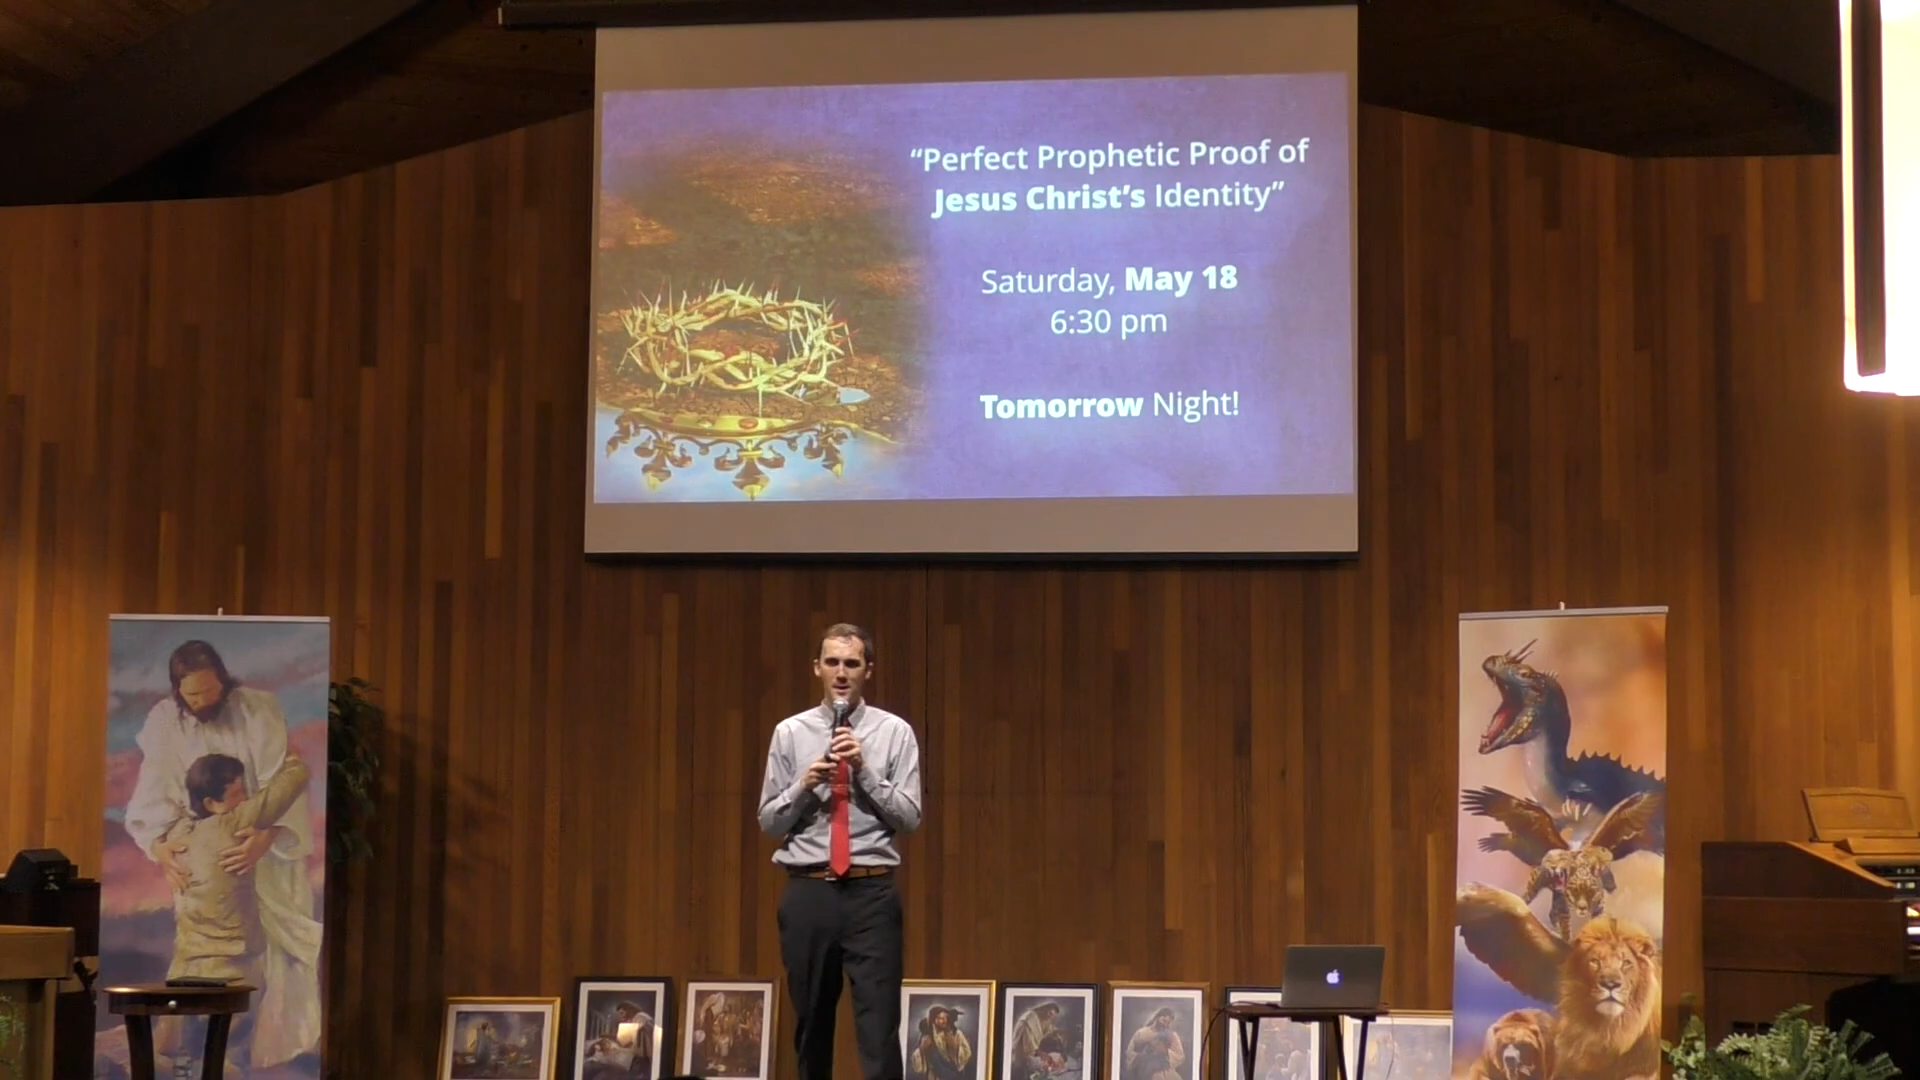 “Perfect Prophetic Proof of
Jesus Christ’s Identity”
Saturday, May 18
6:30 pm
Tomorrow Night!